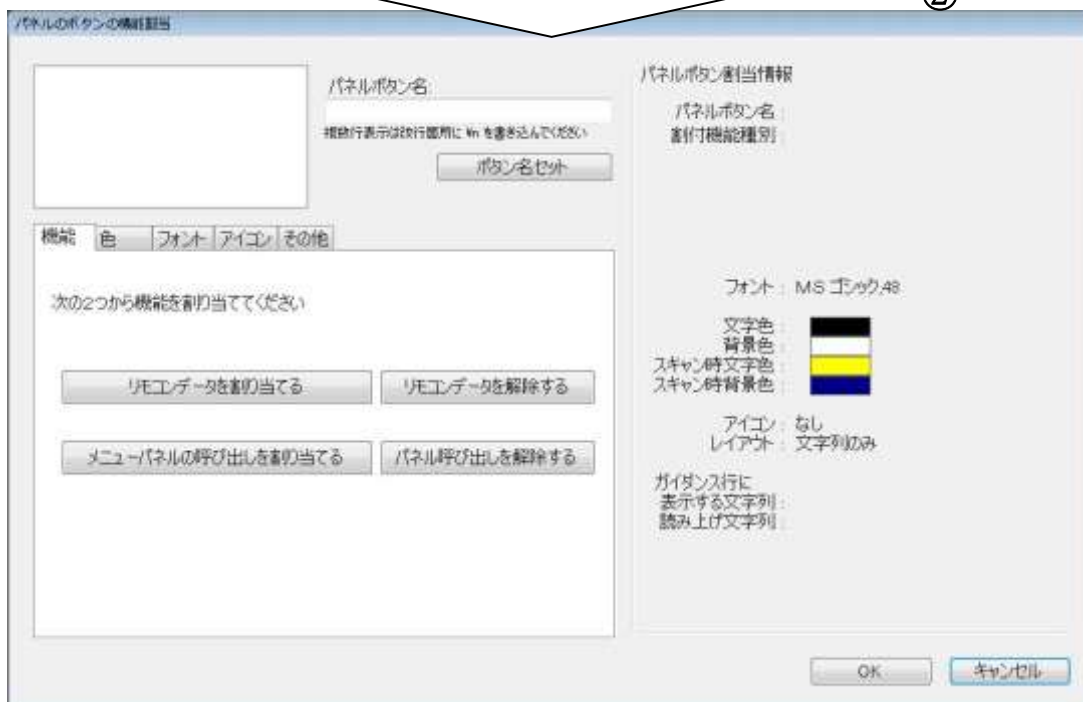 ②
パネルのボタンの機能割当
パネルボタン名:
複数行表示は改行箇所に ¥n を書き込んでください
ボタン名セット
機能 色 フォント アイコン その他
次の2つから機能を割り当ててください
リモコンデータを割り当てる リモコンデータを解除する
メニューパネルの呼び出しを割り当てる パネル呼び出しを解除する
パネルボタン割当情報
パネルボタン名 :
割付機能種別 :
フォント : MS ゴシック,48
文字色 :
背景色 :
スキャン時文字色 :
スキャン時背景色 :
アイコン : なし
レイアウト : 文字列のみ
ガイダンス行に
表示する文字列 :
読み上げ文字列 :
OK キャンセル